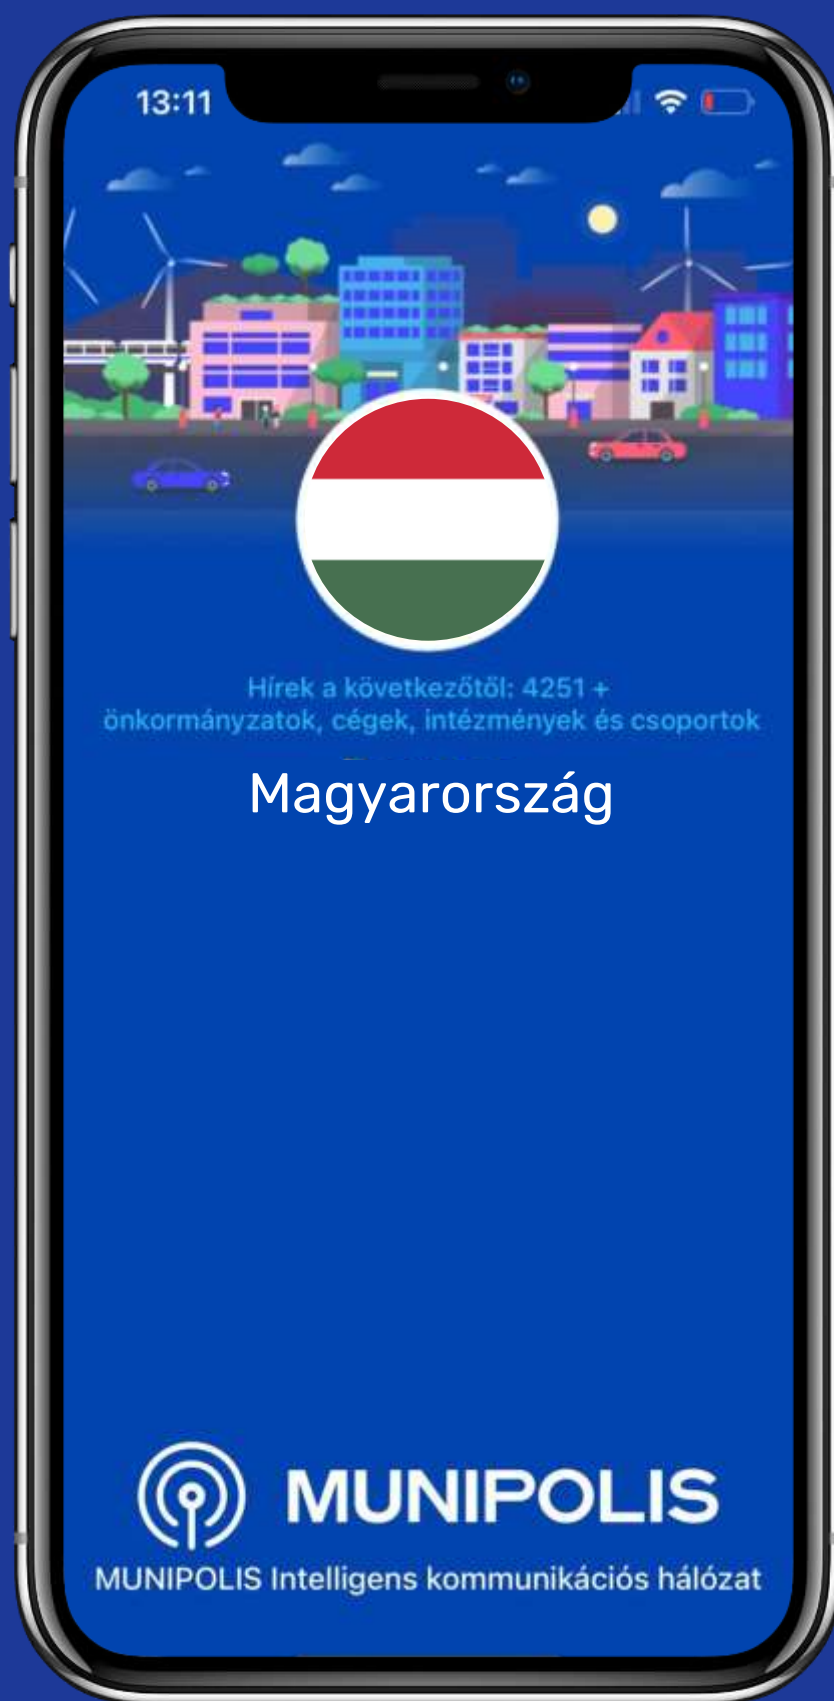 13:11
Hírek a következőtől: 4251 +
önkormányzatok, cégek, intézmények és csoportok
Magyarország
MUNIPOLIS
MUNIPOLIS Intelligens kommunikációs hálózat